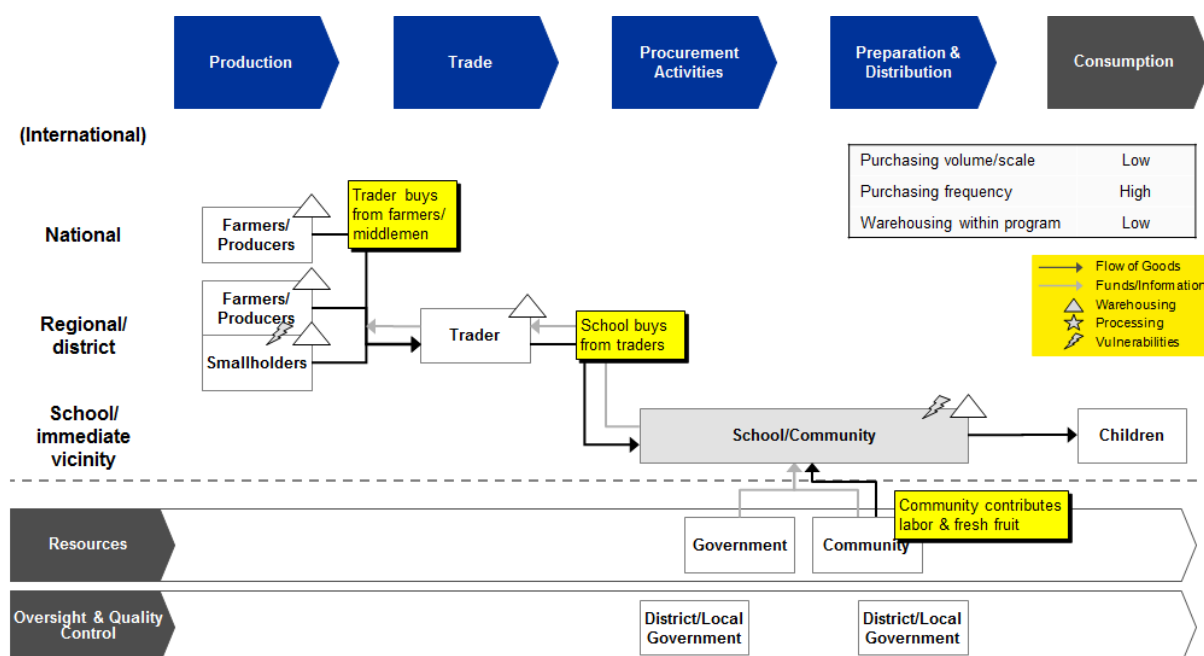 Production
Trade
Procurement
Activities
Preparation &
Distribution
Consumption
(International)
Purchasing volume/scale Low
Purchasing frequency High
Warehousing within program Low
National
Farmers/
Producers
Trader buys
from farmers/
middlemen
Flow of Goods
Funds/Information
Warehousing
Processing
Vulnerabilities
Regional/
district
Farmers/
Producers
Smallholders
Trader
School buys
from traders
School/
immediate
vicinity
School/Community
Children
Resources
Government
Community
Community contributes
labor & fresh fruit
Oversight & Quality
Control
District/Local
Government
District/Local
Government